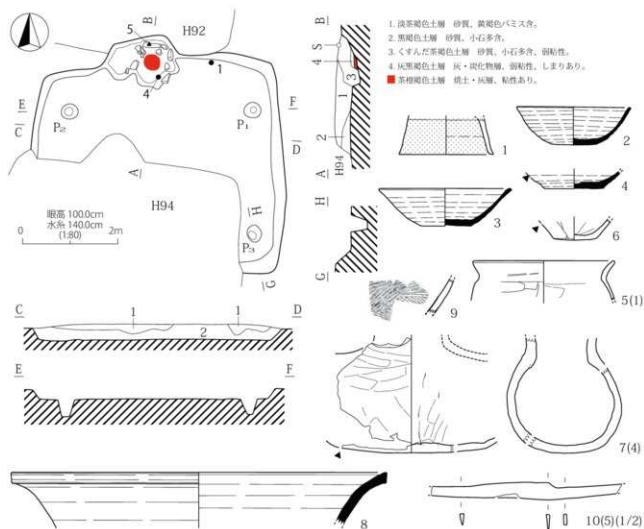 B
H92
5
1
4
E
C
P2
P1
F
D
A
H94
H
眼高 100.0cm
水糸 140.0cm
(1:80)
0 2m
P3
G
B
S
4
3
1
2
A
H94
H
G
1. 淡茶褐色土層 砂質、黄褐色パミス含。
2. 黒褐色土層 砂質、小石多含。
3. くすんだ茶褐色土層 砂質、小石多含、弱粘性。
4. 灰黒褐色土層 灰・炭化物層、弱粘性、しまりあり。
茶橙褐色土層 焼土・灰層、粘性あり。
1
2
3
4
6
5(1)
9
C
1
1
D
2
E
F
7(4)
8
10(5)(1/2)